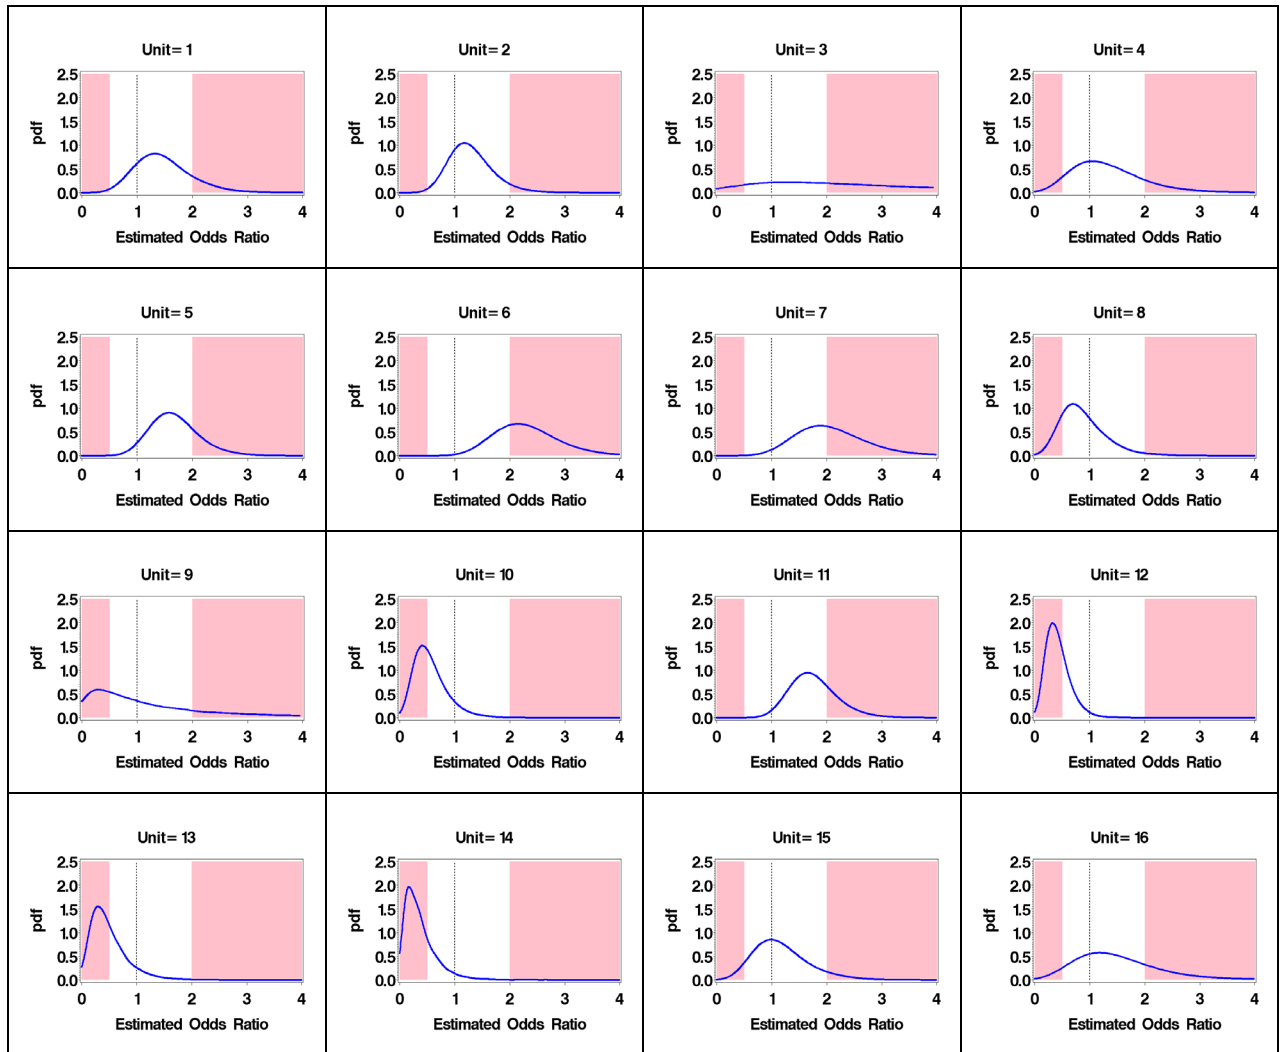 Unit= 1
2.5
2.0
1.5
1.0
0.5
0.0
pdf
0 1 2 3 4
Estimated Odds Ratio
Unit= 2
2.5
2.0
1.5
1.0
0.5
0.0
pdf
0 1 2 3 4
Estimated Odds Ratio
Unit= 3
2.5
2.0
1.5
1.0
0.5
0.0
pdf
0 1 2 3 4
Estimated Odds Ratio
Unit= 4
2.5
2.0
1.5
1.0
0.5
0.0
pdf
0 1 2 3 4
Estimated Odds Ratio
Unit= 5
2.5
2.0
1.5
1.0
0.5
0.0
pdf
0 1 2 3 4
Estimated Odds Ratio
Unit= 6
2.5
2.0
1.5
1.0
0.5
0.0
pdf
0 1 2 3 4
Estimated Odds Ratio
Unit= 7
2.5
2.0
1.5
1.0
0.5
0.0
pdf
0 1 2 3 4
Estimated Odds Ratio
Unit= 8
2.5
2.0
1.5
1.0
0.5
0.0
pdf
0 1 2 3 4
Estimated Odds Ratio
Unit= 9
2.5
2.0
1.5
1.0
0.5
0.0
pdf
0 1 2 3 4
Estimated Odds Ratio
Unit= 10
2.5
2.0
1.5
1.0
0.5
0.0
pdf
0 1 2 3 4
Estimated Odds Ratio
Unit= 11
2.5
2.0
1.5
1.0
0.5
0.0
pdf
0 1 2 3 4
Estimated Odds Ratio
Unit= 12
2.5
2.0
1.5
1.0
0.5
0.0
pdf
0 1 2 3 4
Estimated Odds Ratio
Unit= 13
2.5
2.0
1.5
1.0
0.5
0.0
pdf
0 1 2 3 4
Estimated Odds Ratio
Unit= 14
2.5
2.0
1.5
1.0
0.5
0.0
pdf
0 1 2 3 4
Estimated Odds Ratio
Unit= 15
2.5
2.0
1.5
1.0
0.5
0.0
pdf
0 1 2 3 4
Estimated Odds Ratio
Unit= 16
2.5
2.0
1.5
1.0
0.5
0.0
pdf
0 1 2 3 4
Estimated Odds Ratio